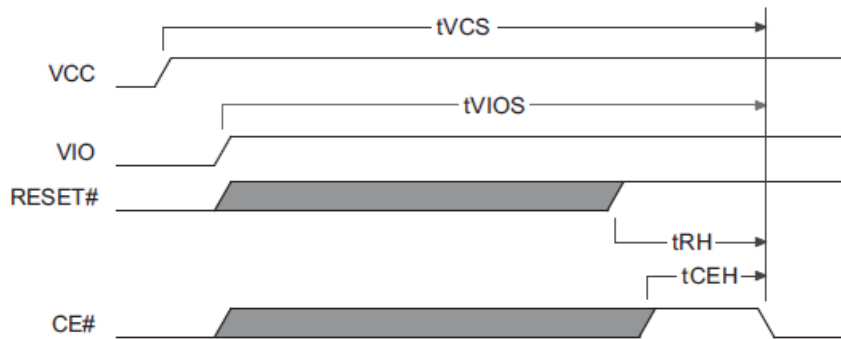 tVCS
VCC
tVIOS
VIO
RESET#
tRH
tCEH
CE#